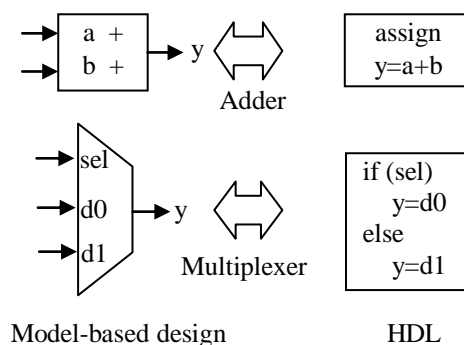 a +
b +
y
Adder
assign
y=a+b
sel
d0
d1
y
Multiplexer
if (sel)
y=d0
else
y=d1
Model-based design
HDL